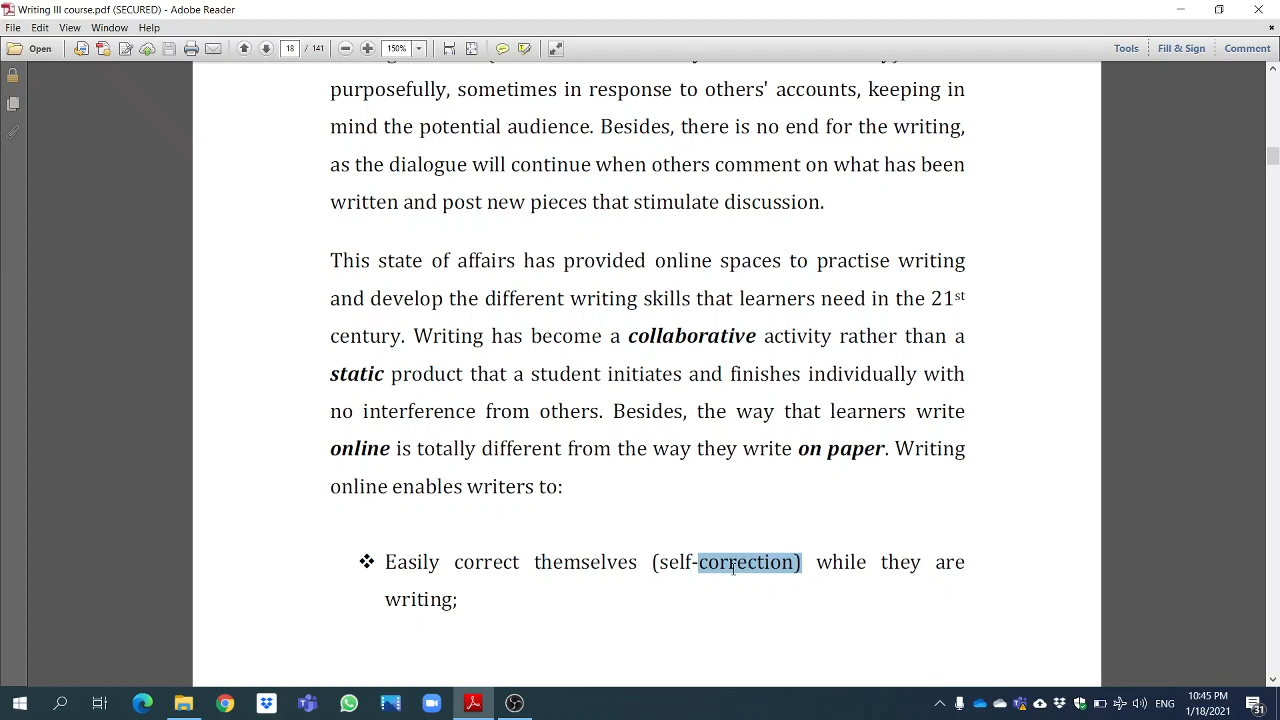 Writing III course.pdf (SECURED) - Adobe Reader
File Edit View Window Help
Open 18 / 141 150% Tools Fill & Sign Comment
purposefully, sometimes in response to others' accounts, keeping in
mind the potential audience. Besides, there is no end for the writing,
as the dialogue will continue when others comment on what has been
written and post new pieces that stimulate discussion.
This state of affairs has provided online spaces to practise writing
and develop the different writing skills that learners need in the 21st
century. Writing has become a collaborative activity rather than a
static product that a student initiates and finishes individually with
no interference from others. Besides, the way that learners write
online is totally different from the way they write on paper. Writing
online enables writers to:
❖ Easily correct themselves (self-correction) while they are
writing;
10:45 PM
ENG
1/18/2021
31